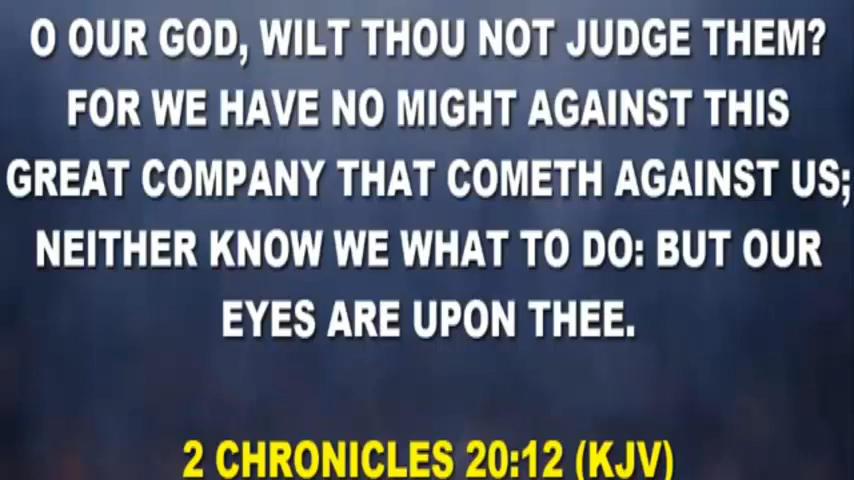 O OUR GOD, WILT THOU NOT JUDGE THEM?
FOR WE HAVE NO MIGHT AGAINST THIS
GREAT COMPANY THAT COMETH AGAINST US;
NEITHER KNOW WE WHAT TO DO: BUT OUR
EYES ARE UPON THEE.
2 CHRONICLES 20:12 (KJV)